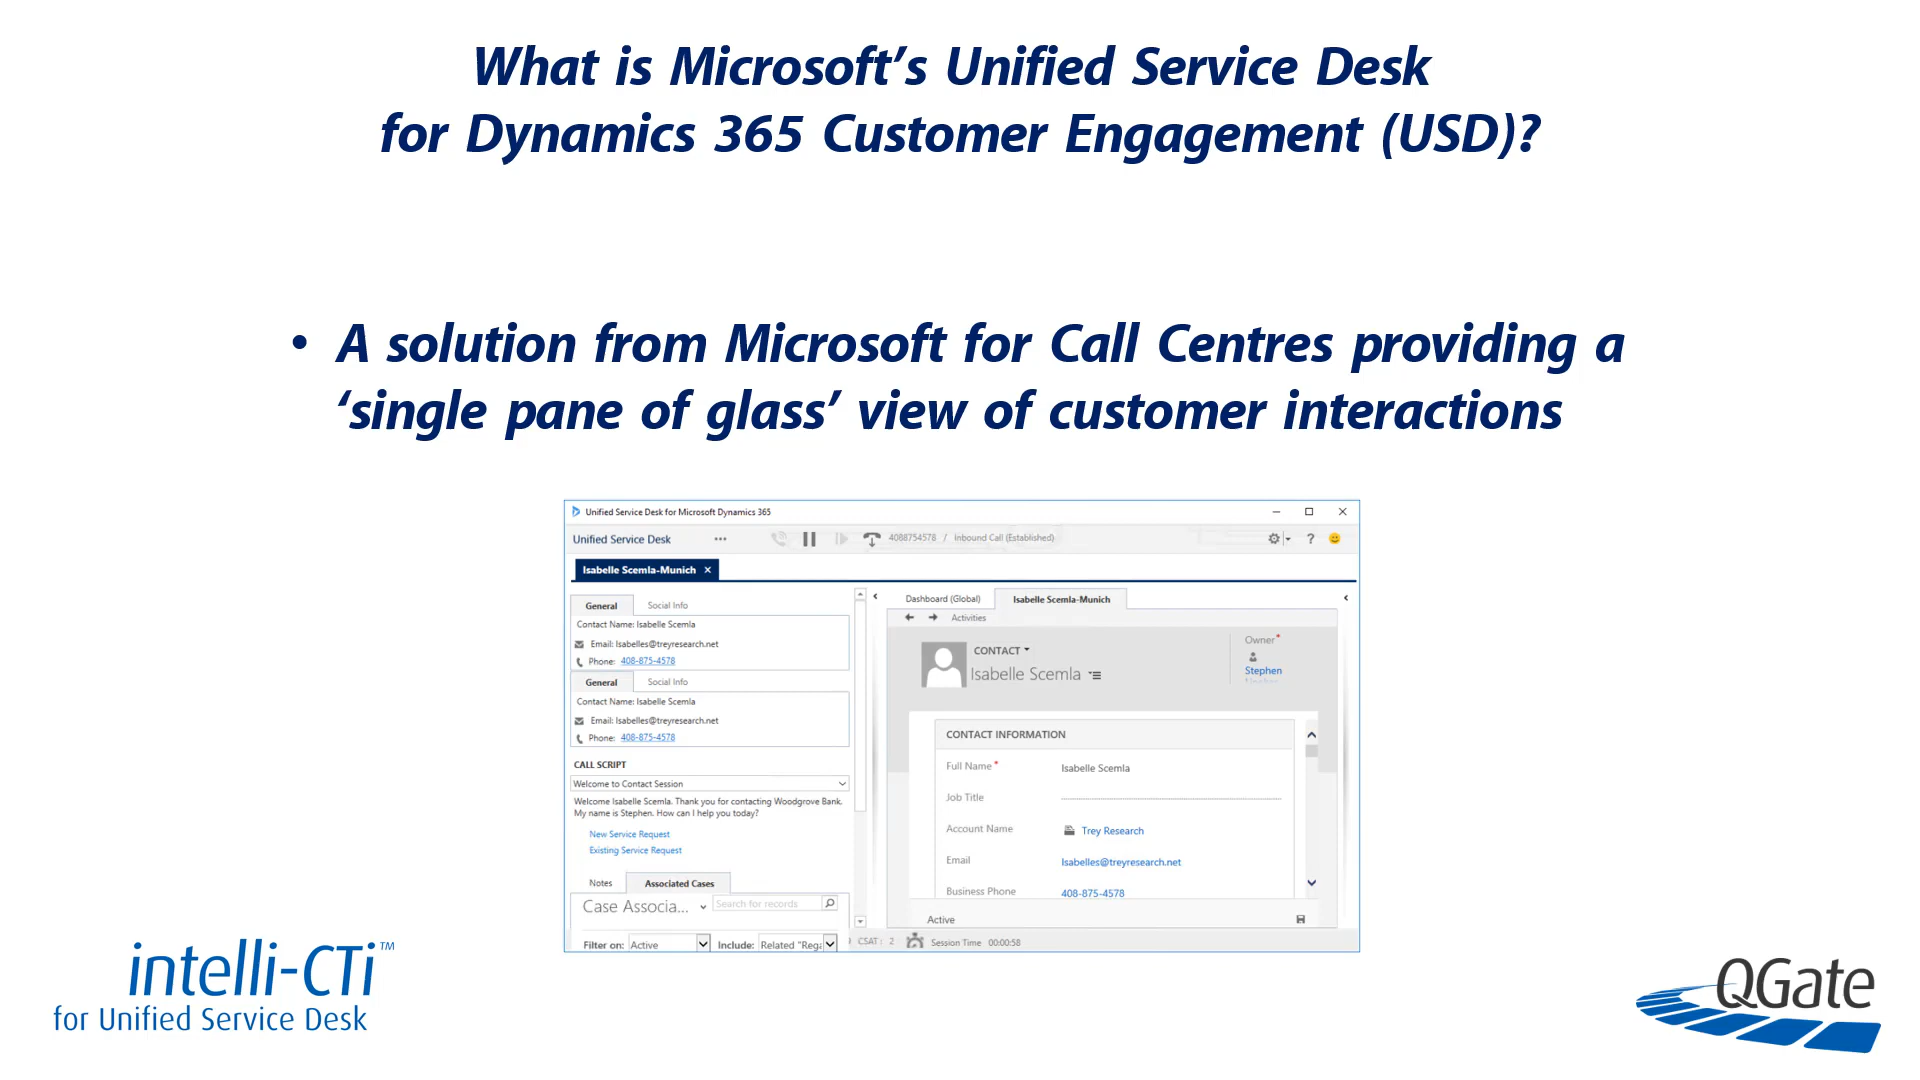 What is Microsoft’s Unified Service Desk
for Dynamics 365 Customer Engagement (USD)?
• A solution from Microsoft for Call Centres providing a
‘single pane of glass’ view of customer interactions
Unified Service Desk for Microsoft Dynamics 365
Unified Service Desk
4088754578 / Inbound Call (Established)
Isabelle Scemla-Munich
General Social Info
Contact Name: Isabelle Scemla
Email: Isabelles@treyresearch.net
Phone: 408-875-4578
General Social Info
Contact Name: Isabelle Scemla
Email: Isabelles@treyresearch.net
Phone: 408-875-4578
CALL SCRIPT
Welcome to Contact Session
Welcome Isabelle Scemla. Thank you for contacting Woodgrove Bank.
My name is Stephen. How can I help you today?
New Service Request
Existing Service Request
Notes Associated Cases
Case Associa...
Search for records
Filter on: Active Include: Related "Rega
Dashboard (Global) Isabelle Scemla-Munich
Activities
CONTACT
Isabelle Scemla
Owner*
Stephen
CONTACT INFORMATION
Full Name* Isabelle Scemla
Job Title
Account Name Trey Research
Email Isabelles@treyresearch.net
Business Phone 408-875-4578
Active
CSAT: 2 Session Time 00:00:58
intelli-CTi™
for Unified Service Desk
QGate